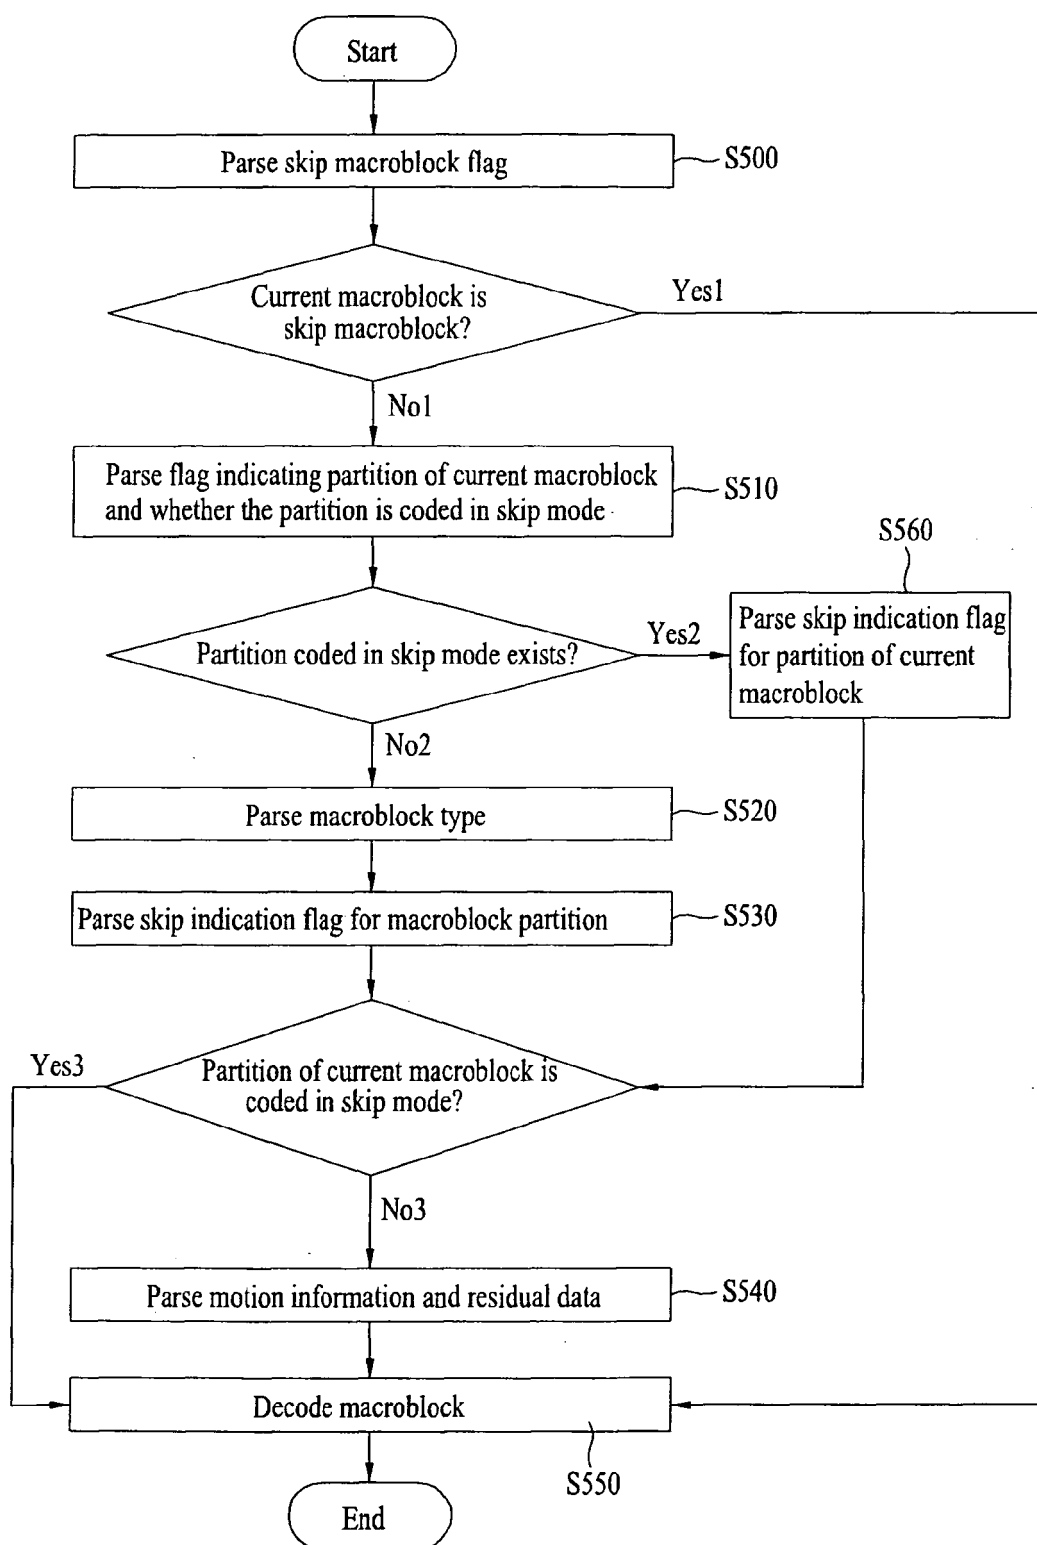 Start
Parse skip macroblock flag
S500
Current macroblock is
skip macroblock?
Yes1
No1
Parse flag indicating partition of current macroblock
and whether the partition is coded in skip mode
S510
S560
Partition coded in skip mode exists?
Yes2
Parse skip indication flag
for partition of current
macroblock
No2
Parse macroblock type
S520
Parse skip indication flag for macroblock partition
S530
Yes3
Partition of current macroblock is
coded in skip mode?
No3
Parse motion information and residual data
S540
Decode macroblock
S550
End